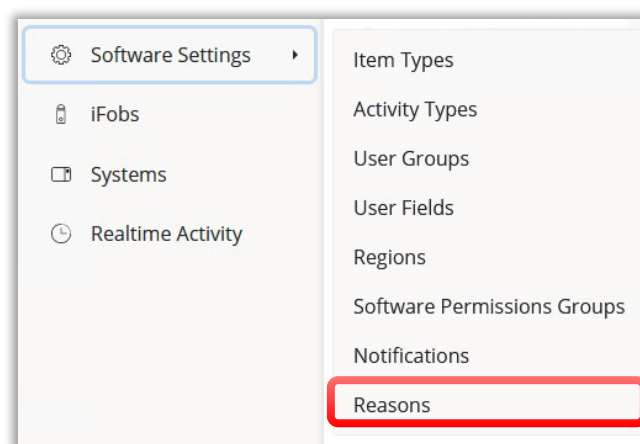 Software Settings
iFobs
Systems
Realtime Activity
Item Types
Activity Types
User Groups
User Fields
Regions
Software Permissions Groups
Notifications
Reasons